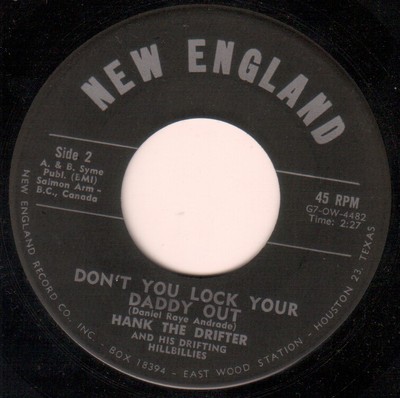 NEW ENGLAND
Side 2
A. & B. Syme
Publ. (BMI)
Salmon Arm -
B.C., Canada
45 RPM
G7-OW-4482
Time: 2:27
DON'T YOU LOCK YOUR
DADDY OUT
(Daniel Raye Andrade)
HANK THE DRIFTER
AND HIS DRIFTING
HILLBILLIES
NEW ENGLAND RECORD CO., INC. - BOX 18394 - EAST WOOD STATION - HOUSTON 23, TEXAS